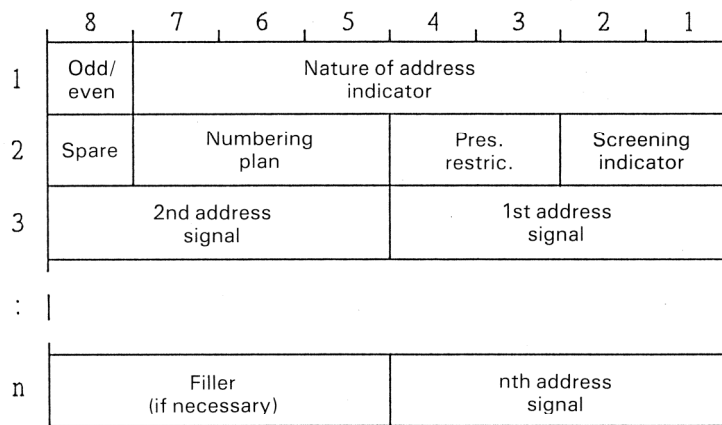 8 7 6 5 4 3 2 1
1 Odd/ Nature of address
even indicator
2 Spare Numbering Pres. Screening
plan restric. indicator
3 2nd address 1st address
signal signal
:
n Filler nth address
(if necessary) signal